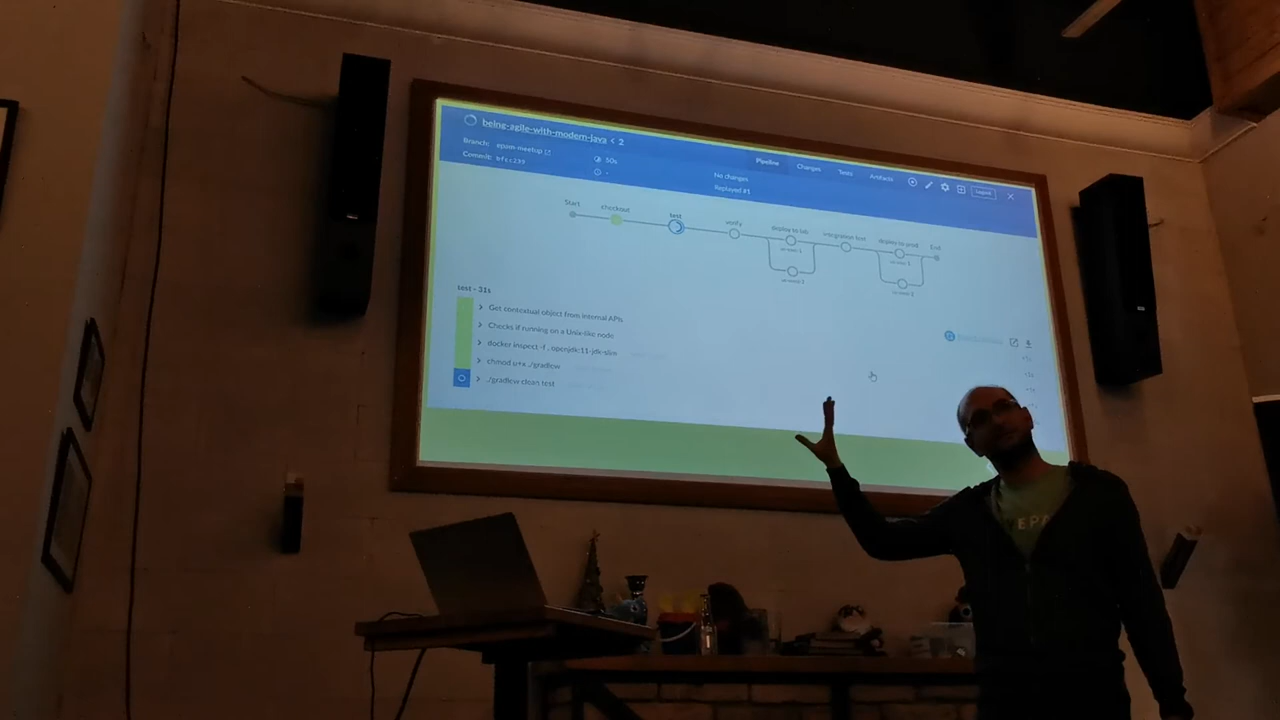 being-agile-with-modern-java < 2
Branch: epam-meetup
Commit:
50s
No changes
Replayed #1
Pipeline
Changes
Tests
Artifacts
Logout
Start
checkout
test
verify
deploy to lab
integration test
deploy to prod
End
test - 31s
> Get contextual object from internal APIs
> Checks if running on a Unix-like node
> docker inspect -f . openjdk:11-jdk-slim
> chmod u+x ./gradlew
> ./gradlew clean test
<1s